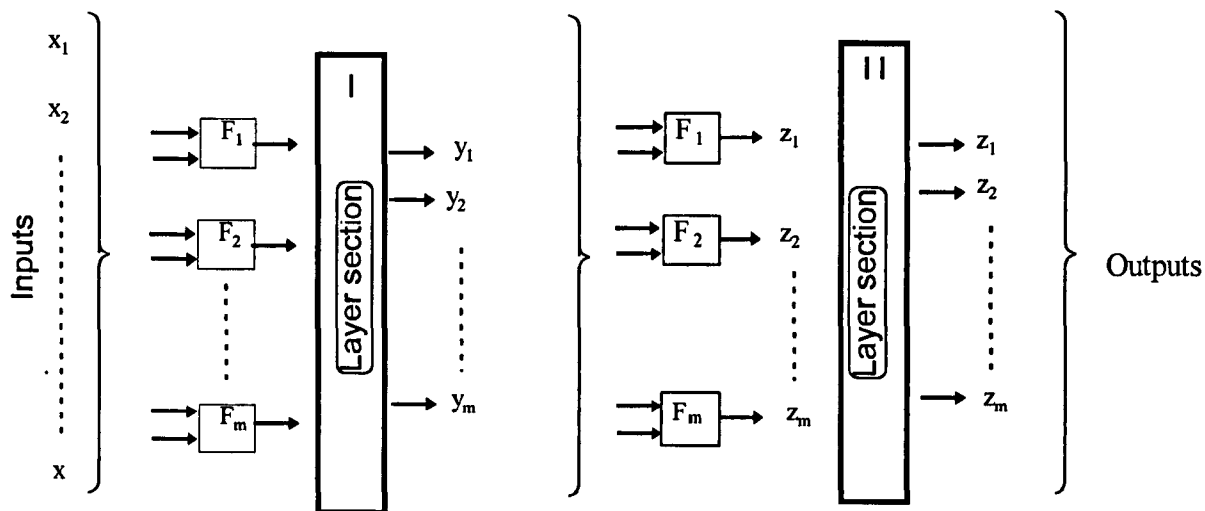 Inputs
x₁
x₂
x
F₁
F₂
Fₘ
I
Layer section
y₁
y₂
yₘ
F₁
F₂
Fₘ
z₁
z₂
zₘ
II
Layer section
z₁
z₂
zₘ
Outputs